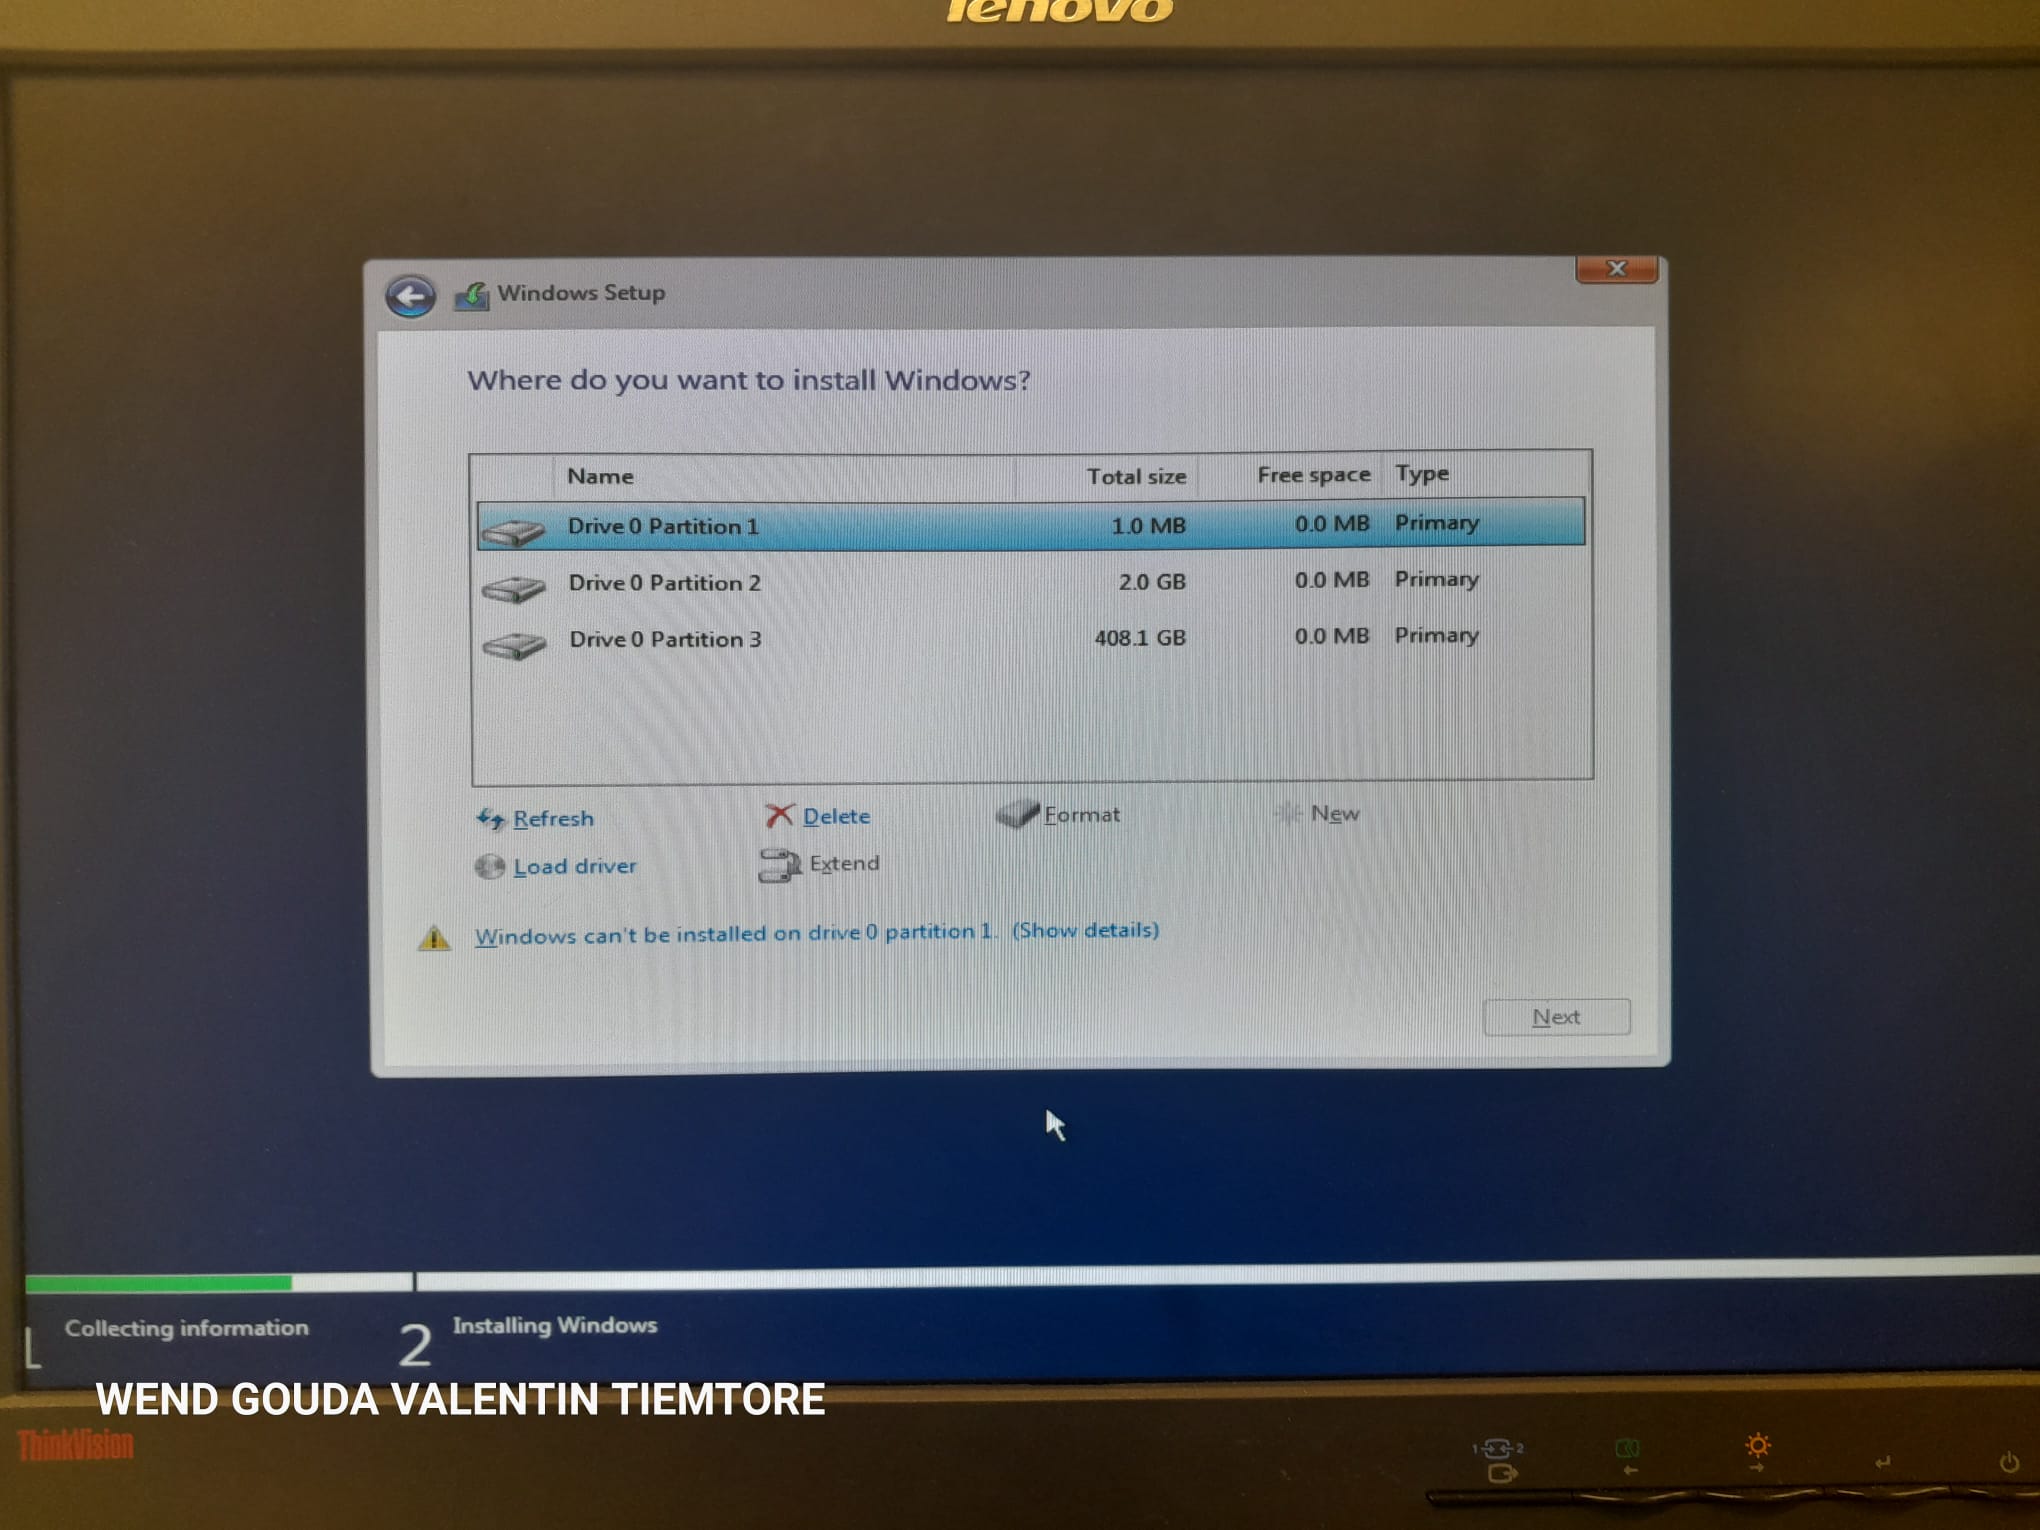 lenovo
Windows Setup
Where do you want to install Windows?
Name Total size Free space Type
Drive 0 Partition 1 1.0 MB 0.0 MB Primary
Drive 0 Partition 2 2.0 GB 0.0 MB Primary
Drive 0 Partition 3 408.1 GB 0.0 MB Primary
Refresh Delete Format New
Load driver Extend
Windows can't be installed on drive 0 partition 1. (Show details)
Next
1 Collecting information 2 Installing Windows
WEND GOUDA VALENTIN TIEMTORE
ThinkVision
1 2